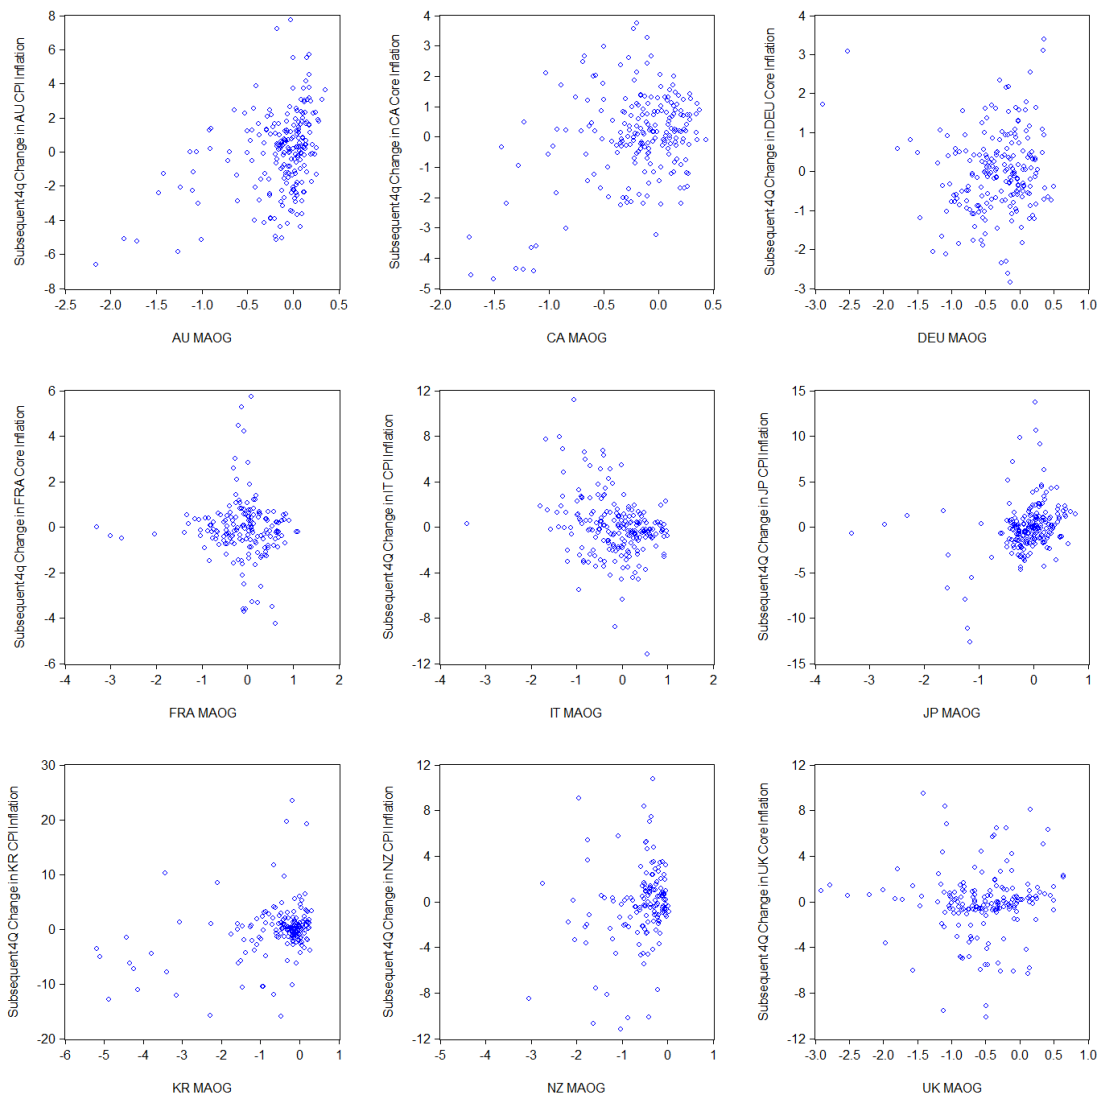 Subsequent 4q Change in AU CPI Inflation
8
6
4
2
0
-2
-4
-6
-8
-2.5 -2.0 -1.5 -1.0 -0.5 0.0 0.5
AU MAOG
Subsequent 4q Change in CA Core Inflation
4
3
2
1
0
-1
-2
-3
-4
-5
-2.0 -1.5 -1.0 -0.5 0.0 0.5
CA MAOG
Subsequent 4Q Change in DEU Core Inflation
4
3
2
1
0
-1
-2
-3
-3.0 -2.5 -2.0 -1.5 -1.0 -0.5 0.0 0.5 1.0
DEU MAOG
Subsequent 4q Change in FRA Core Inflation
6
4
2
0
-2
-4
-6
-4 -3 -2 -1 0 1 2
FRA MAOG
Subsequent 4Q Change in IT CPI Inflation
12
8
4
0
-4
-8
-12
-4 -3 -2 -1 0 1 2
IT MAOG
Subsequent 4Q Change in JP CPI Inflation
15
10
5
0
-5
-10
-15
-4 -3 -2 -1 0 1
JP MAOG
Subsequent 4Q Change in KR CPI Inflation
30
20
10
0
-10
-20
-6 -5 -4 -3 -2 -1 0 1
KR MAOG
Subsequent 4Q Change in NZ CPI Inflation
12
8
4
0
-4
-8
-12
-4 -3 -2 -1 0 1
NZ MAOG
Subsequent 4Q Change in UK Core Inflation
12
8
4
0
-4
-8
-12
-3.0 -2.5 -2.0 -1.5 -1.0 -0.5 0.0 0.5 1.0
UK MAOG